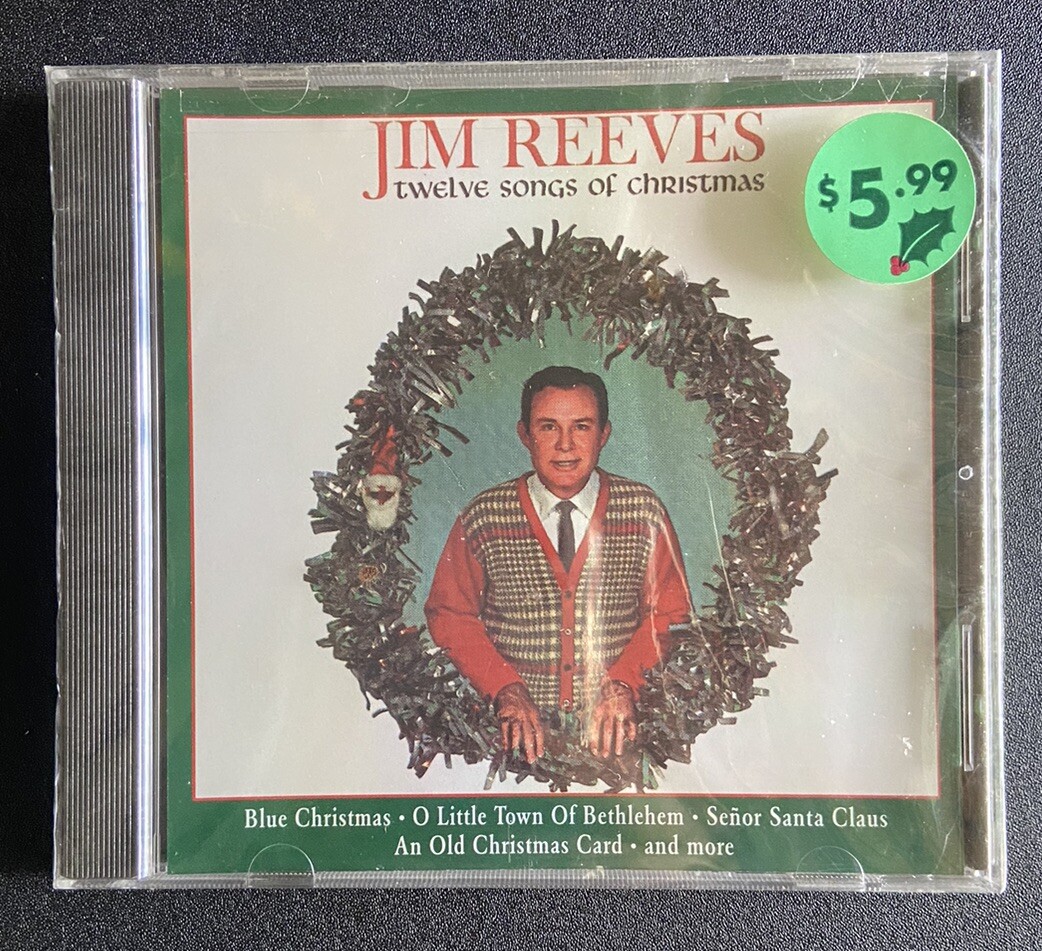 JIM REEVES
twelve songs of christmas
$5.99
Blue Christmas • O Little Town Of Bethlehem • Señor Santa Claus
An Old Christmas Card • and more